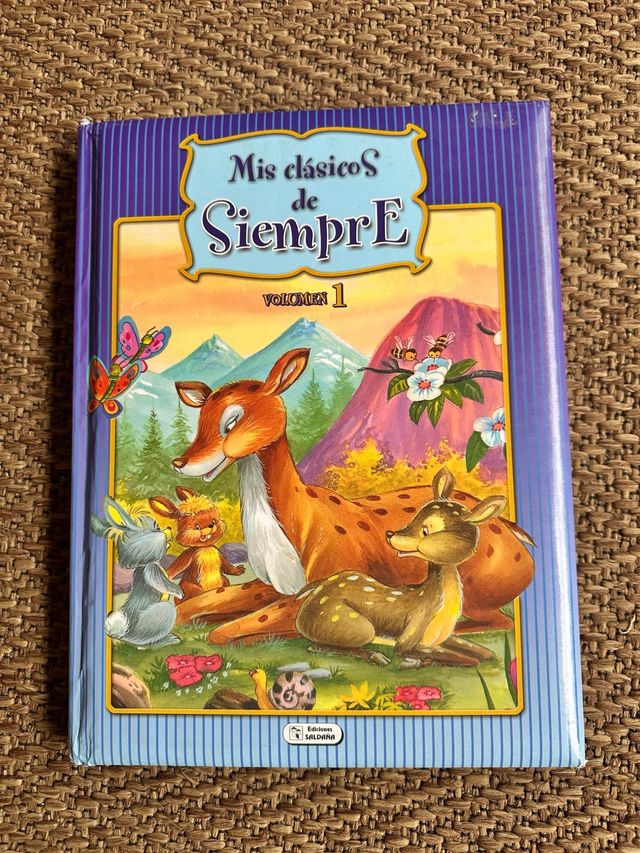 Mis clásicos
de
Siempre
Volumen 1
Ediciones
SALDAÑA